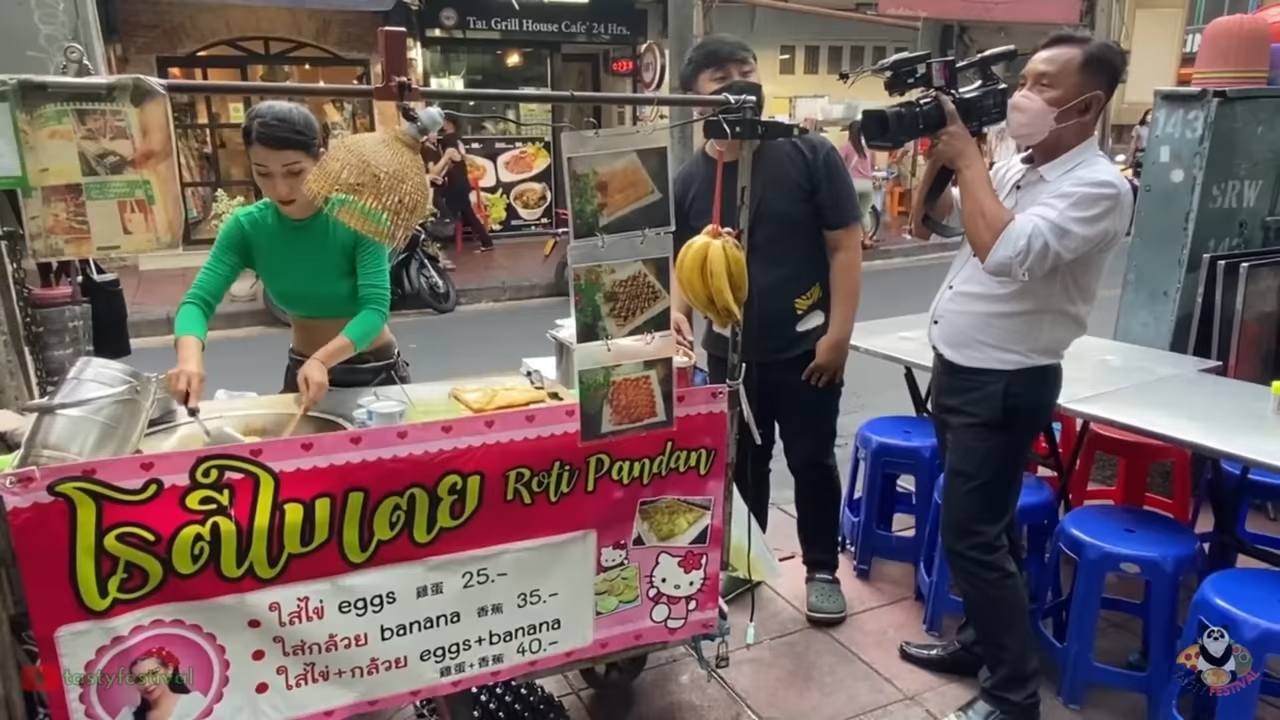 TaL Grill House Cafe' 24 Hrs.
143
SRW
โรตีใบเตย Roti Pandan
• ใส่ไข่ eggs 雞蛋 25.-
• ใส่กล้วย banana 香蕉 35.-
• ใส่ไข่+กล้วย eggs+banana 雞蛋+香蕉 40.-
tastyfestival
FESTIVAL